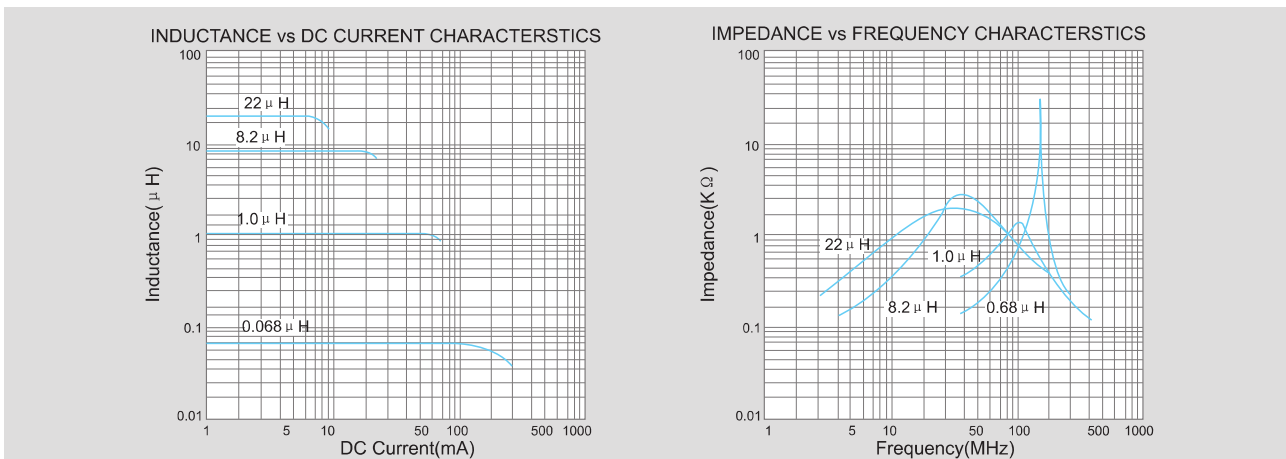 INDUCTANCE vs DC CURRENT CHARACTERSTICS
100
10
1
0.1
0.01
Inductance( μ H)
22 μ H
8.2 μ H
1.0 μ H
0.068 μ H
1 5 10 50 100 500 1000
DC Current(mA)
IMPEDANCE vs FREQUENCY CHARACTERSTICS
100
10
1
0.1
0.01
Impedance(K Ω )
22 μ H
1.0 μ H
8.2 μ H
0.68 μ H
1 5 10 50 100 500 1000
Frequency(MHz)